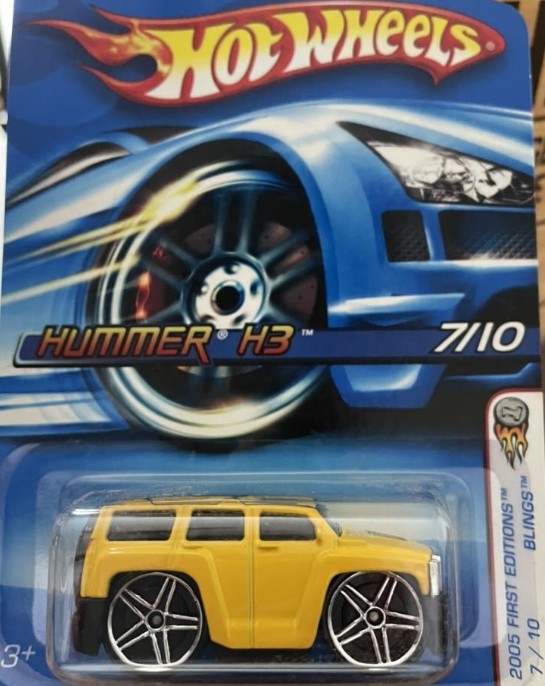 HOT WHEELS®
HUMMER® H3™
7/10
2005 FIRST EDITIONS™
BLINGS™
7/10
3+